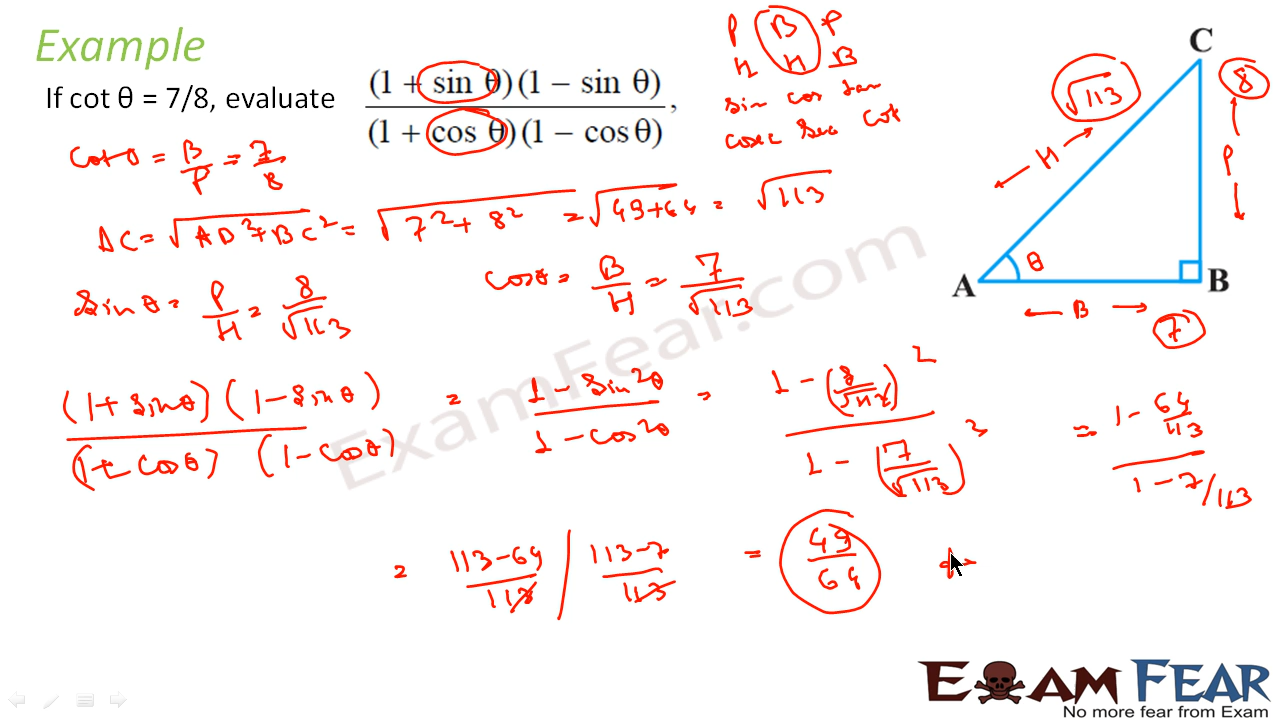 Example
If cot θ = 7/8, evaluate (1 + sin θ)(1 − sin θ) / (1 + cos θ)(1 − cos θ),
P B P
H H B
sin cos tan
cosec sec cot
C
8
√113
H
P
A
θ
B
B
7
Cot θ = B/P = 7/8
AC = √AB²+BC² = √7²+8² = √49+64 = √113
Sin θ = P/H = 8/√113
Cos θ = B/H = 7/√113
(1+Sinθ)(1−Sinθ) / (1+Cosθ)(1−Cosθ) = 1−Sin²θ / 1−Cos²θ = 1−(8/√113)² / 1−(7/√113)² = 1−64/113 / 1−7/113
= 113−64/113 / 113−7/113 = 49/64
ExamFear.com
EXAM FEAR
No more fear from Exam